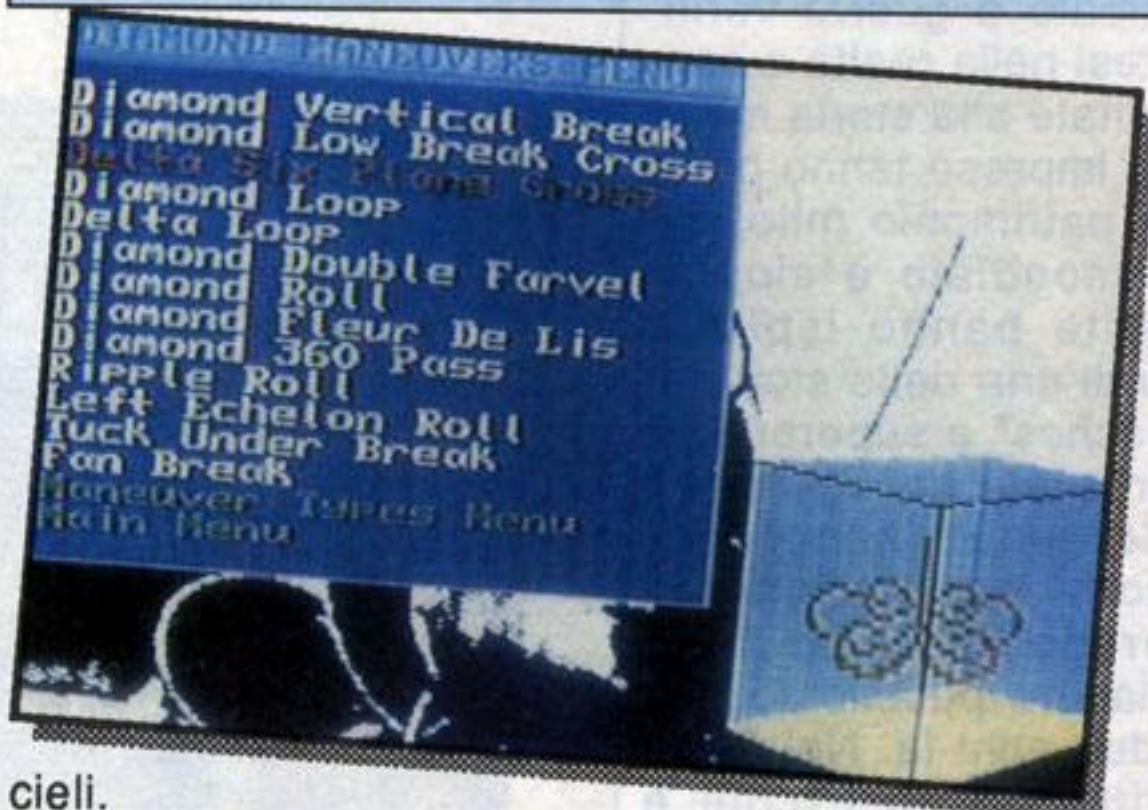 DIAMOND MANEUVERS MENU
Diamond Vertical Break
Diamond Low Break Cross
Delta Six Plane Cross
Diamond Loop
Delta Loop
Diamond Double Farvel
Diamond Roll
Diamond Fleur De Lis
Diamond 360 Pass
Ripple Roll
Left Echelon Roll
Tuck Under Break
Fan Break
Maneuver Types Menu
Main Menu
cieli.